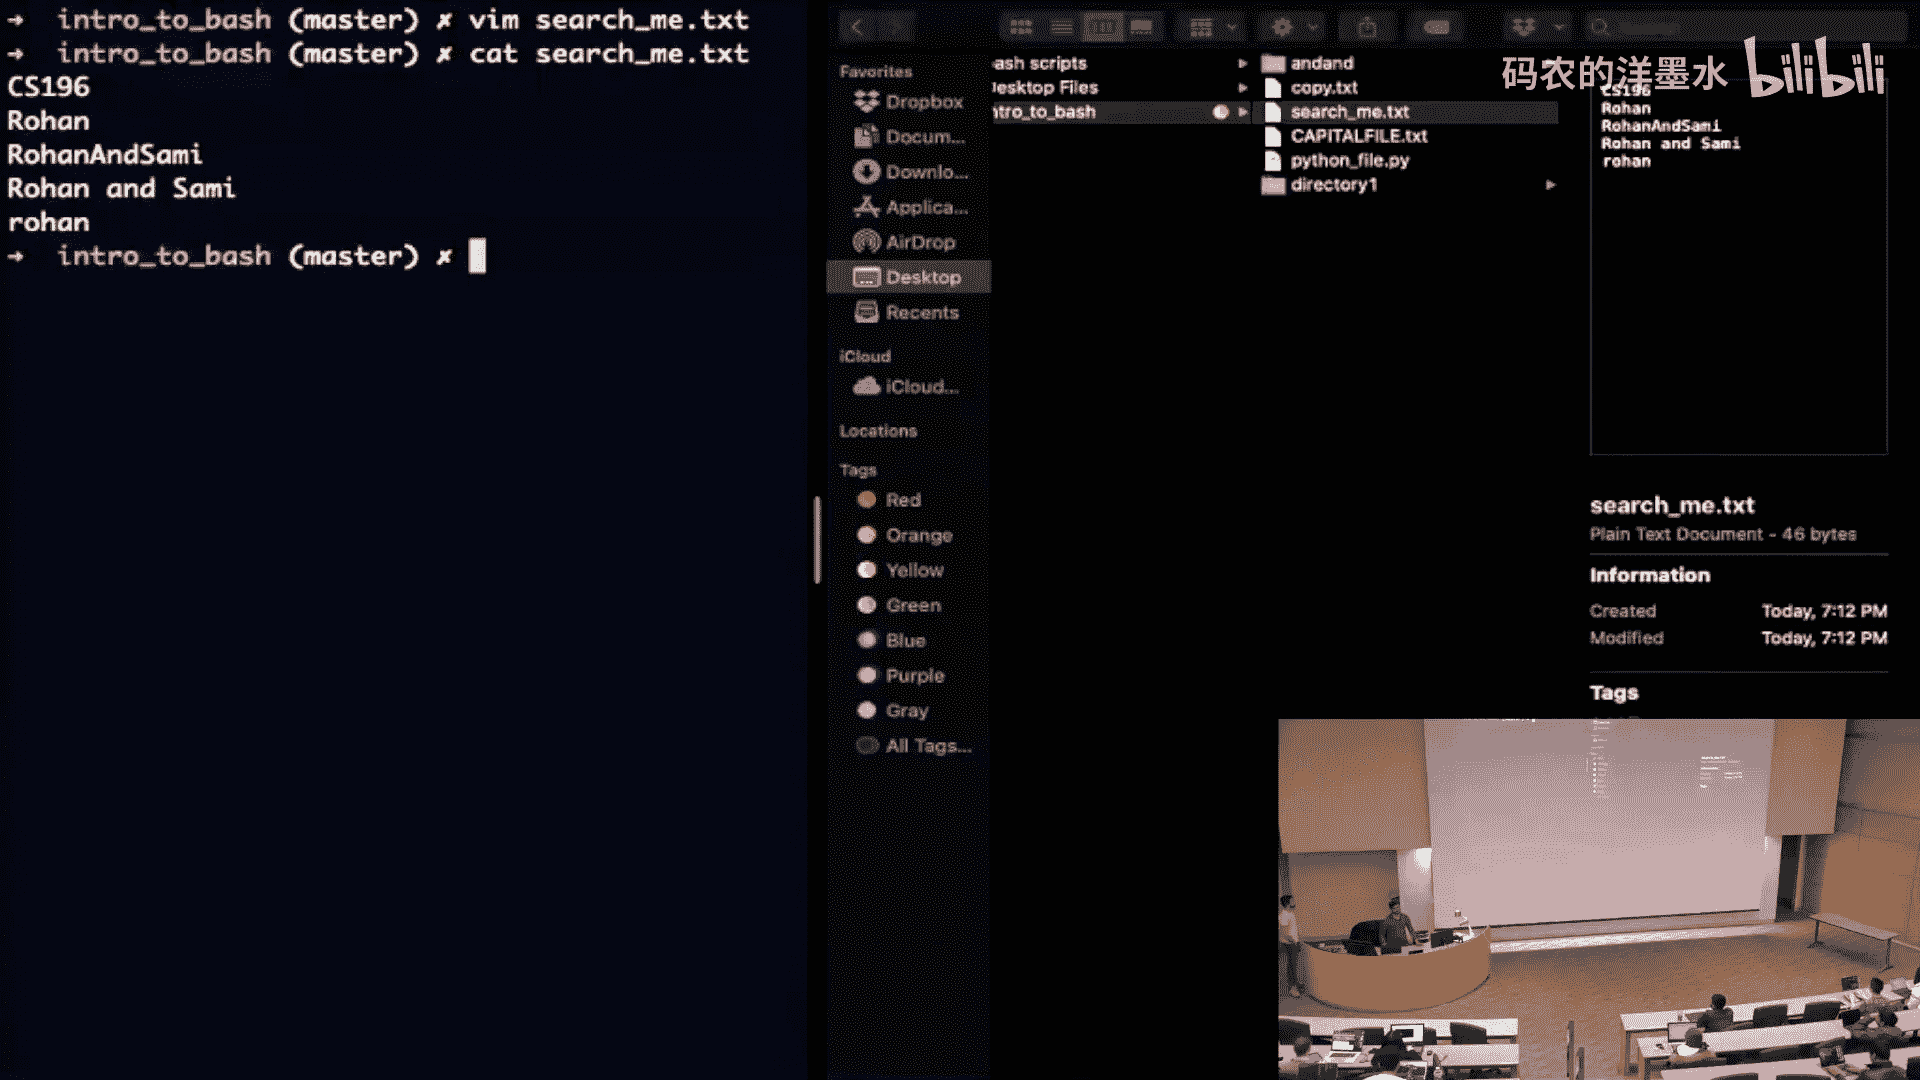 ➜ intro_to_bash (master) ✗ vim search_me.txt
➜ intro_to_bash (master) ✗ cat search_me.txt
CS196
Rohan
RohanAndSami
Rohan and Sami
rohan
➜ intro_to_bash (master) ✗
Favorites
Dropbox
Docum...
Downlo...
Applica...
AirDrop
Desktop
Recents
iCloud
iCloud...
Locations
Tags
Red
Orange
Yellow
Green
Blue
Purple
Gray
All Tags...
ash scripts
Desktop Files
ntro_to_bash
andand
copy.txt
search_me.txt
CAPITALFILE.txt
python_file.py
directory1
码农的洋墨水 bilibili
CS196
Rohan
RohanAndSami
Rohan and Sami
rohan
search_me.txt
Plain Text Document - 46 bytes
Information
Created Today, 7:12 PM
Modified Today, 7:12 PM
Tags